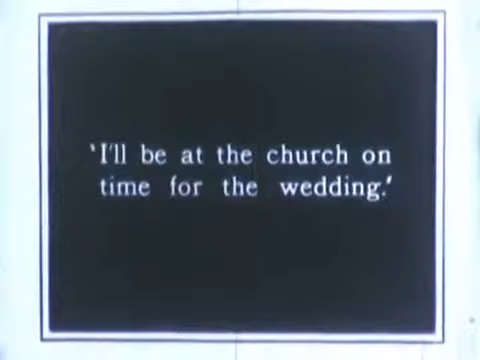 'I'll be at the church on
time for the wedding.'